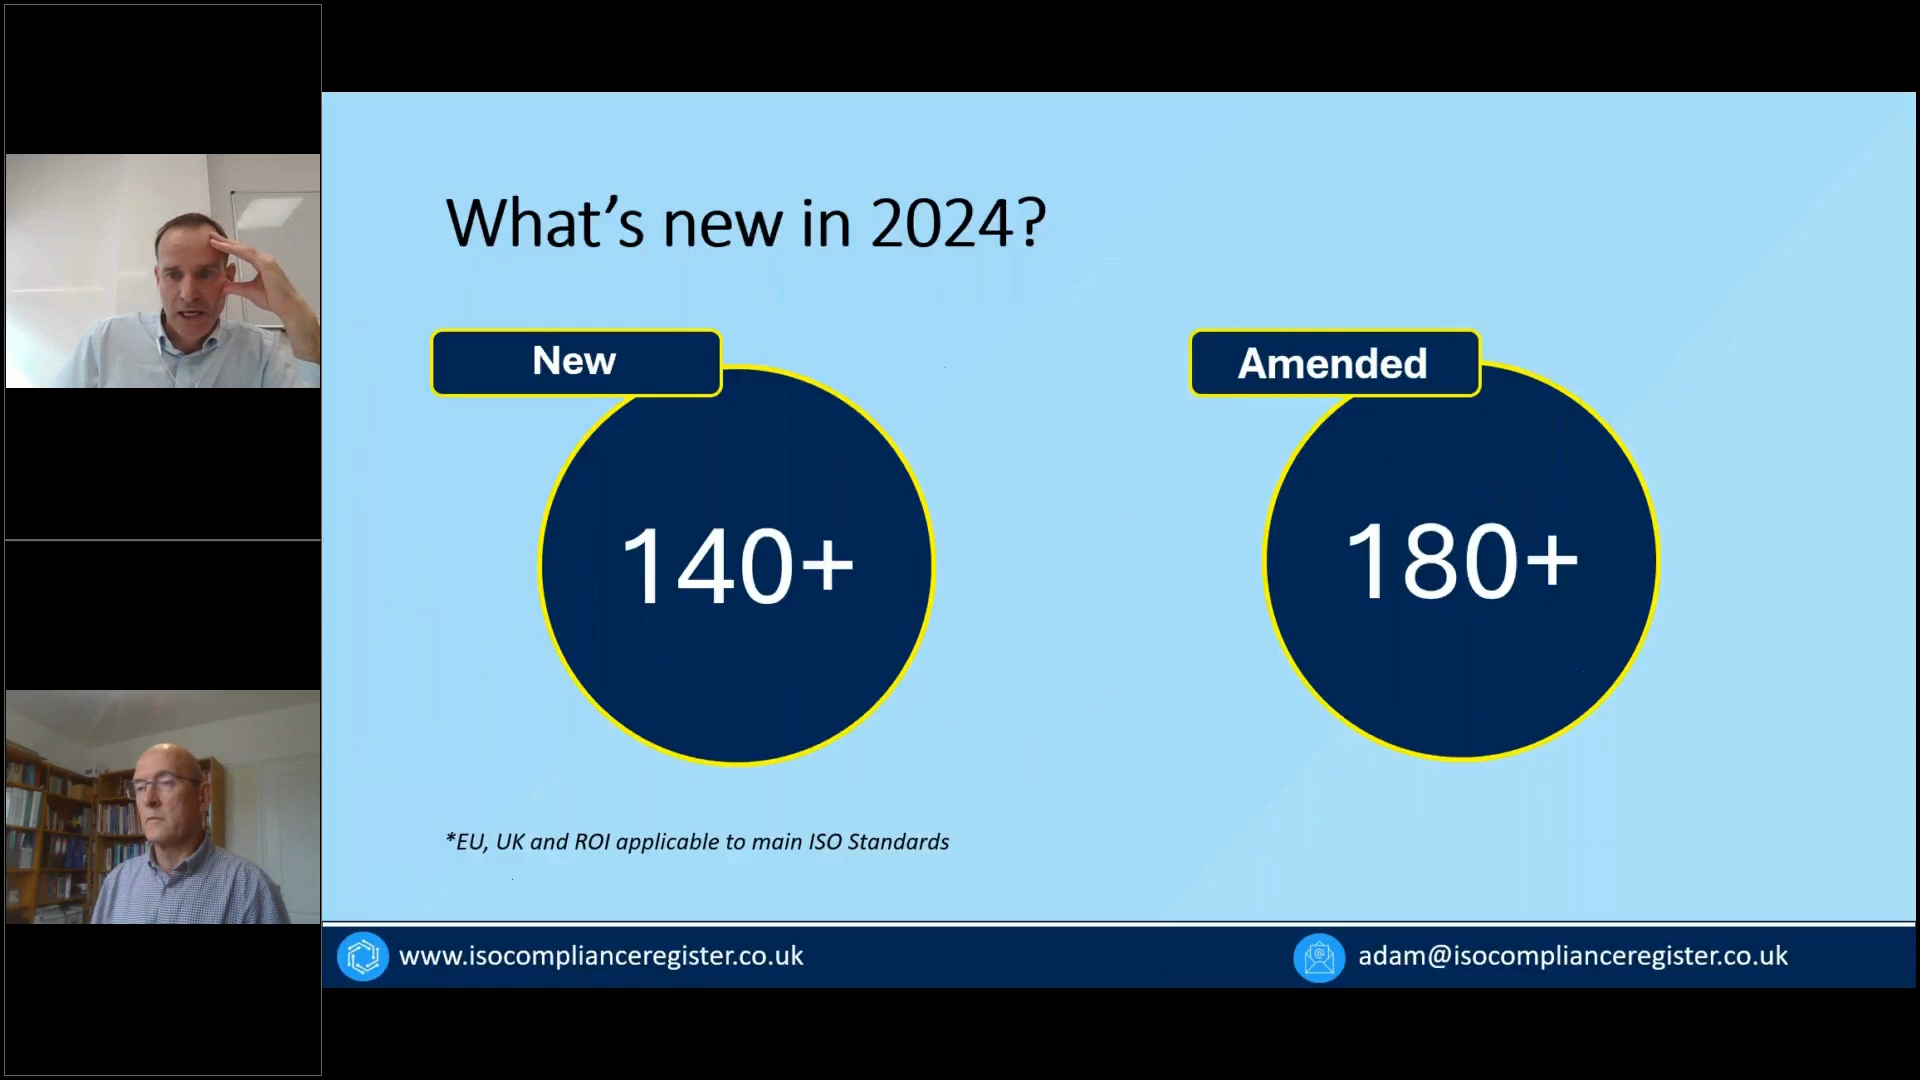 What's new in 2024?
New
Amended
140+
180+
*EU, UK and ROI applicable to main ISO Standards
www.isocomplianceregister.co.uk
adam@isocomplianceregister.co.uk